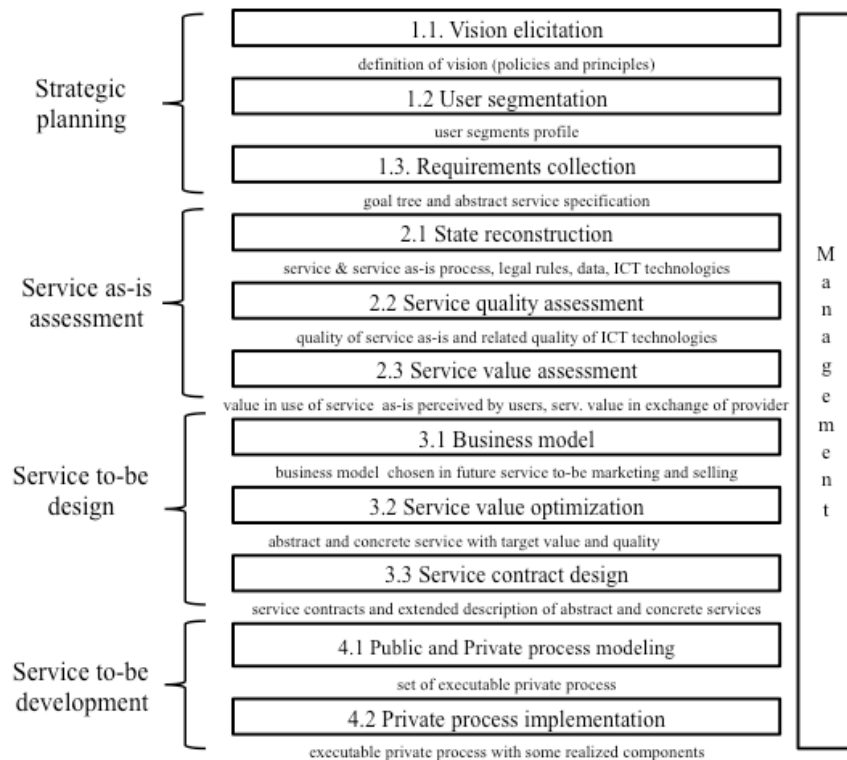 1.1. Vision elicitation
definition of vision (policies and principles)
Strategic
planning
1.2 User segmentation
user segments profile
1.3. Requirements collection
goal tree and abstract service specification
2.1 State reconstruction
service & service as-is process, legal rules, data, ICT technologies
Service as-is
assessment
2.2 Service quality assessment
quality of service as-is and related quality of ICT technologies
2.3 Service value assessment
value in use of service as-is perceived by users, serv. value in exchange of provider
3.1 Business model
business model chosen in future service to-be marketing and selling
Service to-be
design
3.2 Service value optimization
abstract and concrete service with target value and quality
3.3 Service contract design
service contracts and extended description of abstract and concrete services
4.1 Public and Private process modeling
set of executable private process
Service to-be
development
4.2 Private process implementation
executable private process with some realized components
Management